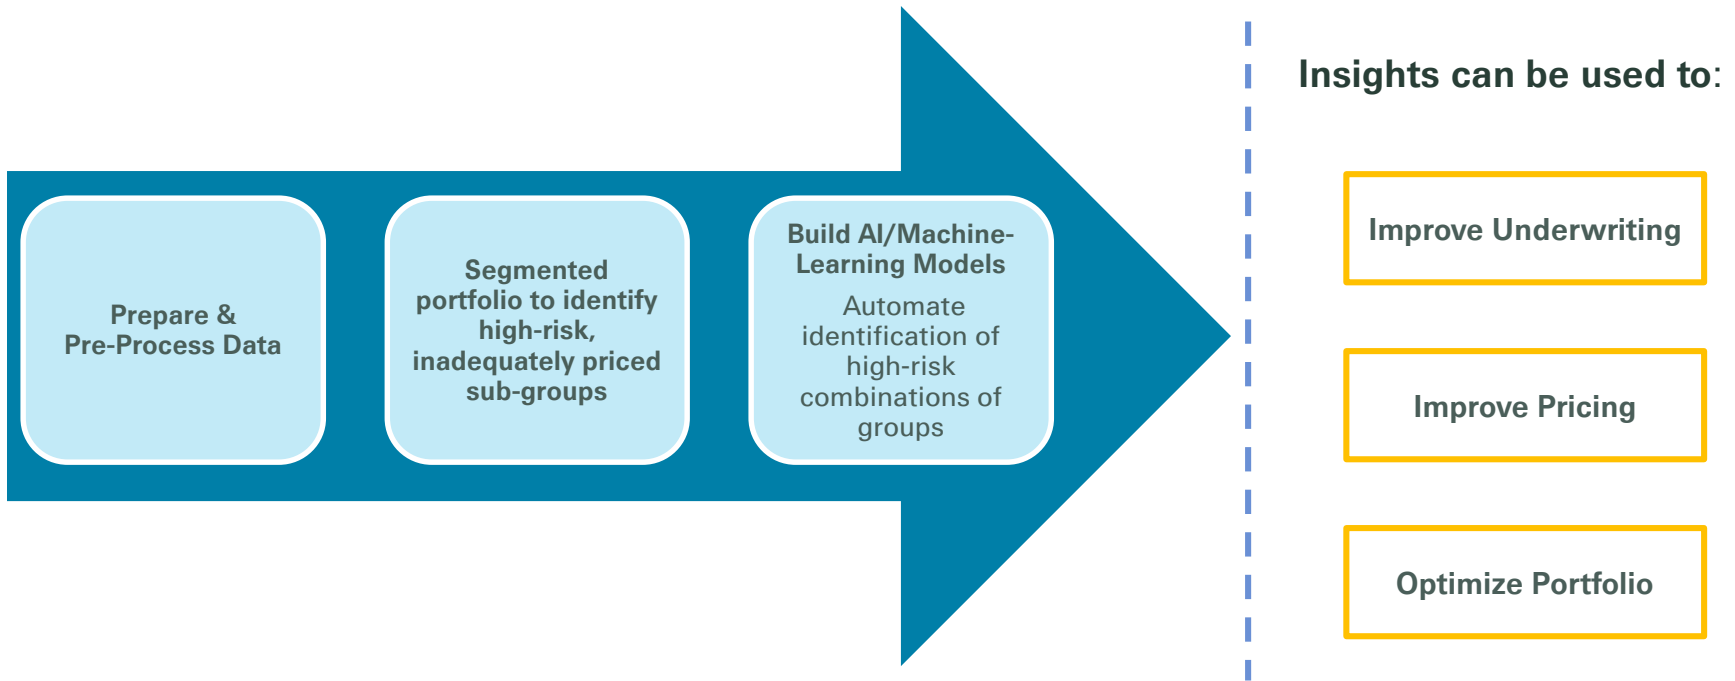 Insights can be used to:
Prepare &
Pre-Process Data
Segmented
portfolio to identify
high-risk,
inadequately priced
sub-groups
Build AI/Machine-
Learning Models
Automate
identification of
high-risk
combinations of
groups
Improve Underwriting
Improve Pricing
Optimize Portfolio